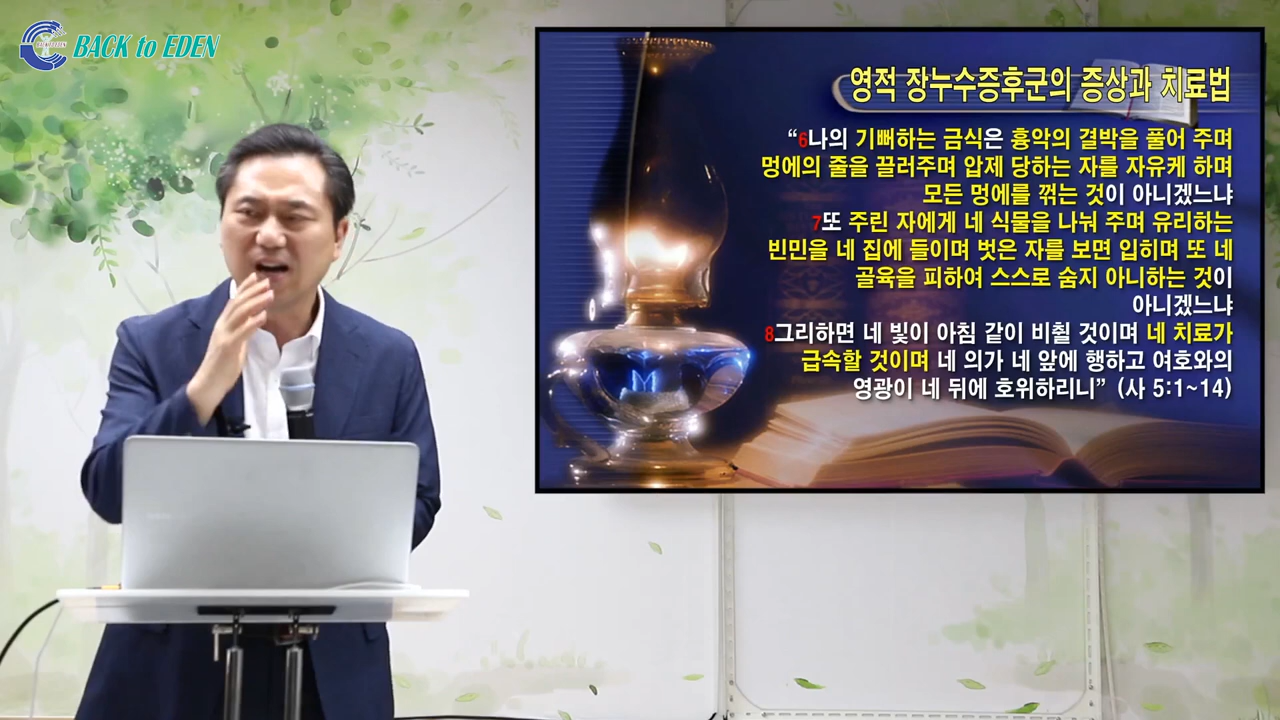 BACK to EDEN
영적 장누수증후군의 증상과 치료법
“6나의 기뻐하는 금식은 흉악의 결박을 풀어 주며
멍에의 줄을 끌러주며 압제 당하는 자를 자유케 하며
모든 멍에를 꺾는 것이 아니겠느냐
7또 주린 자에게 네 식물을 나눠 주며 유리하는
빈민을 네 집에 들이며 벗은 자를 보면 입히며 또 네
골육을 피하여 스스로 숨지 아니하는 것이
아니겠느냐
8그리하면 네 빛이 아침 같이 비췰 것이며 네 치료가
급속할 것이며 네 의가 네 앞에 행하고 여호와의
영광이 네 뒤에 호위하리니” (사 5:1~14)